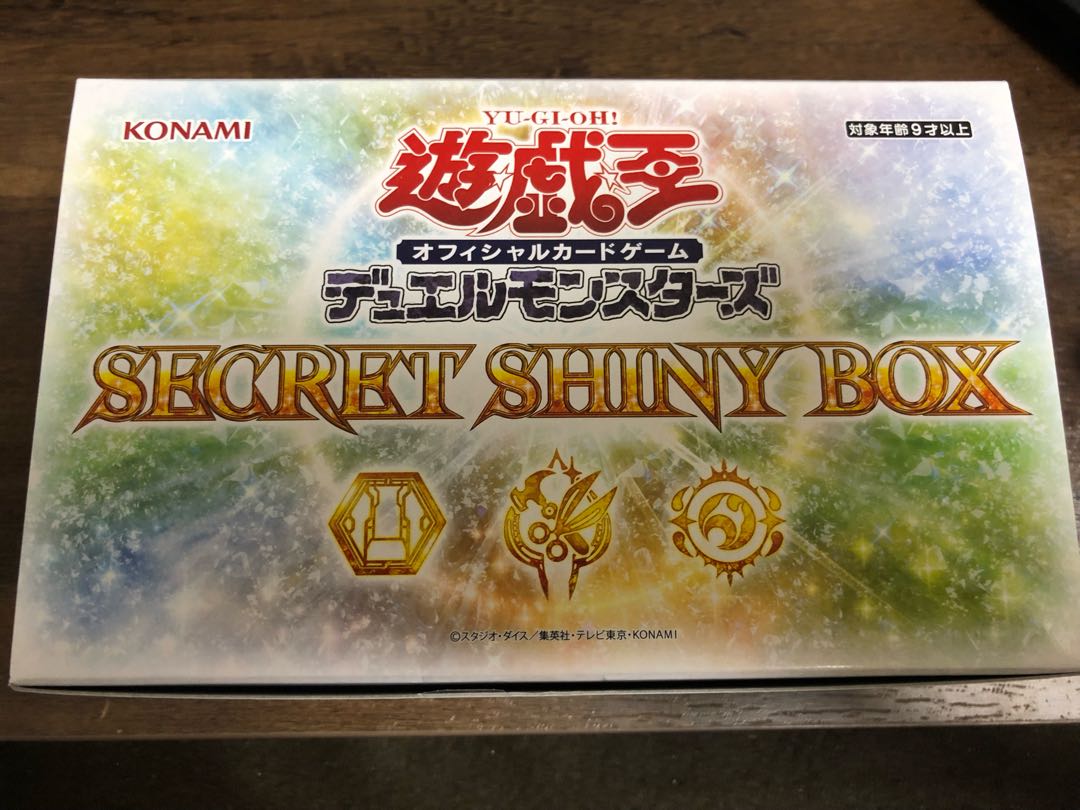 KONAMI
対象年齢9才以上
YU-GI-OH!
遊☆戯☆王
オフィシャルカードゲーム
デュエルモンスターズ
SECRET SHINY BOX
©スタジオ・ダイス／集英社・テレビ東京・KONAMI